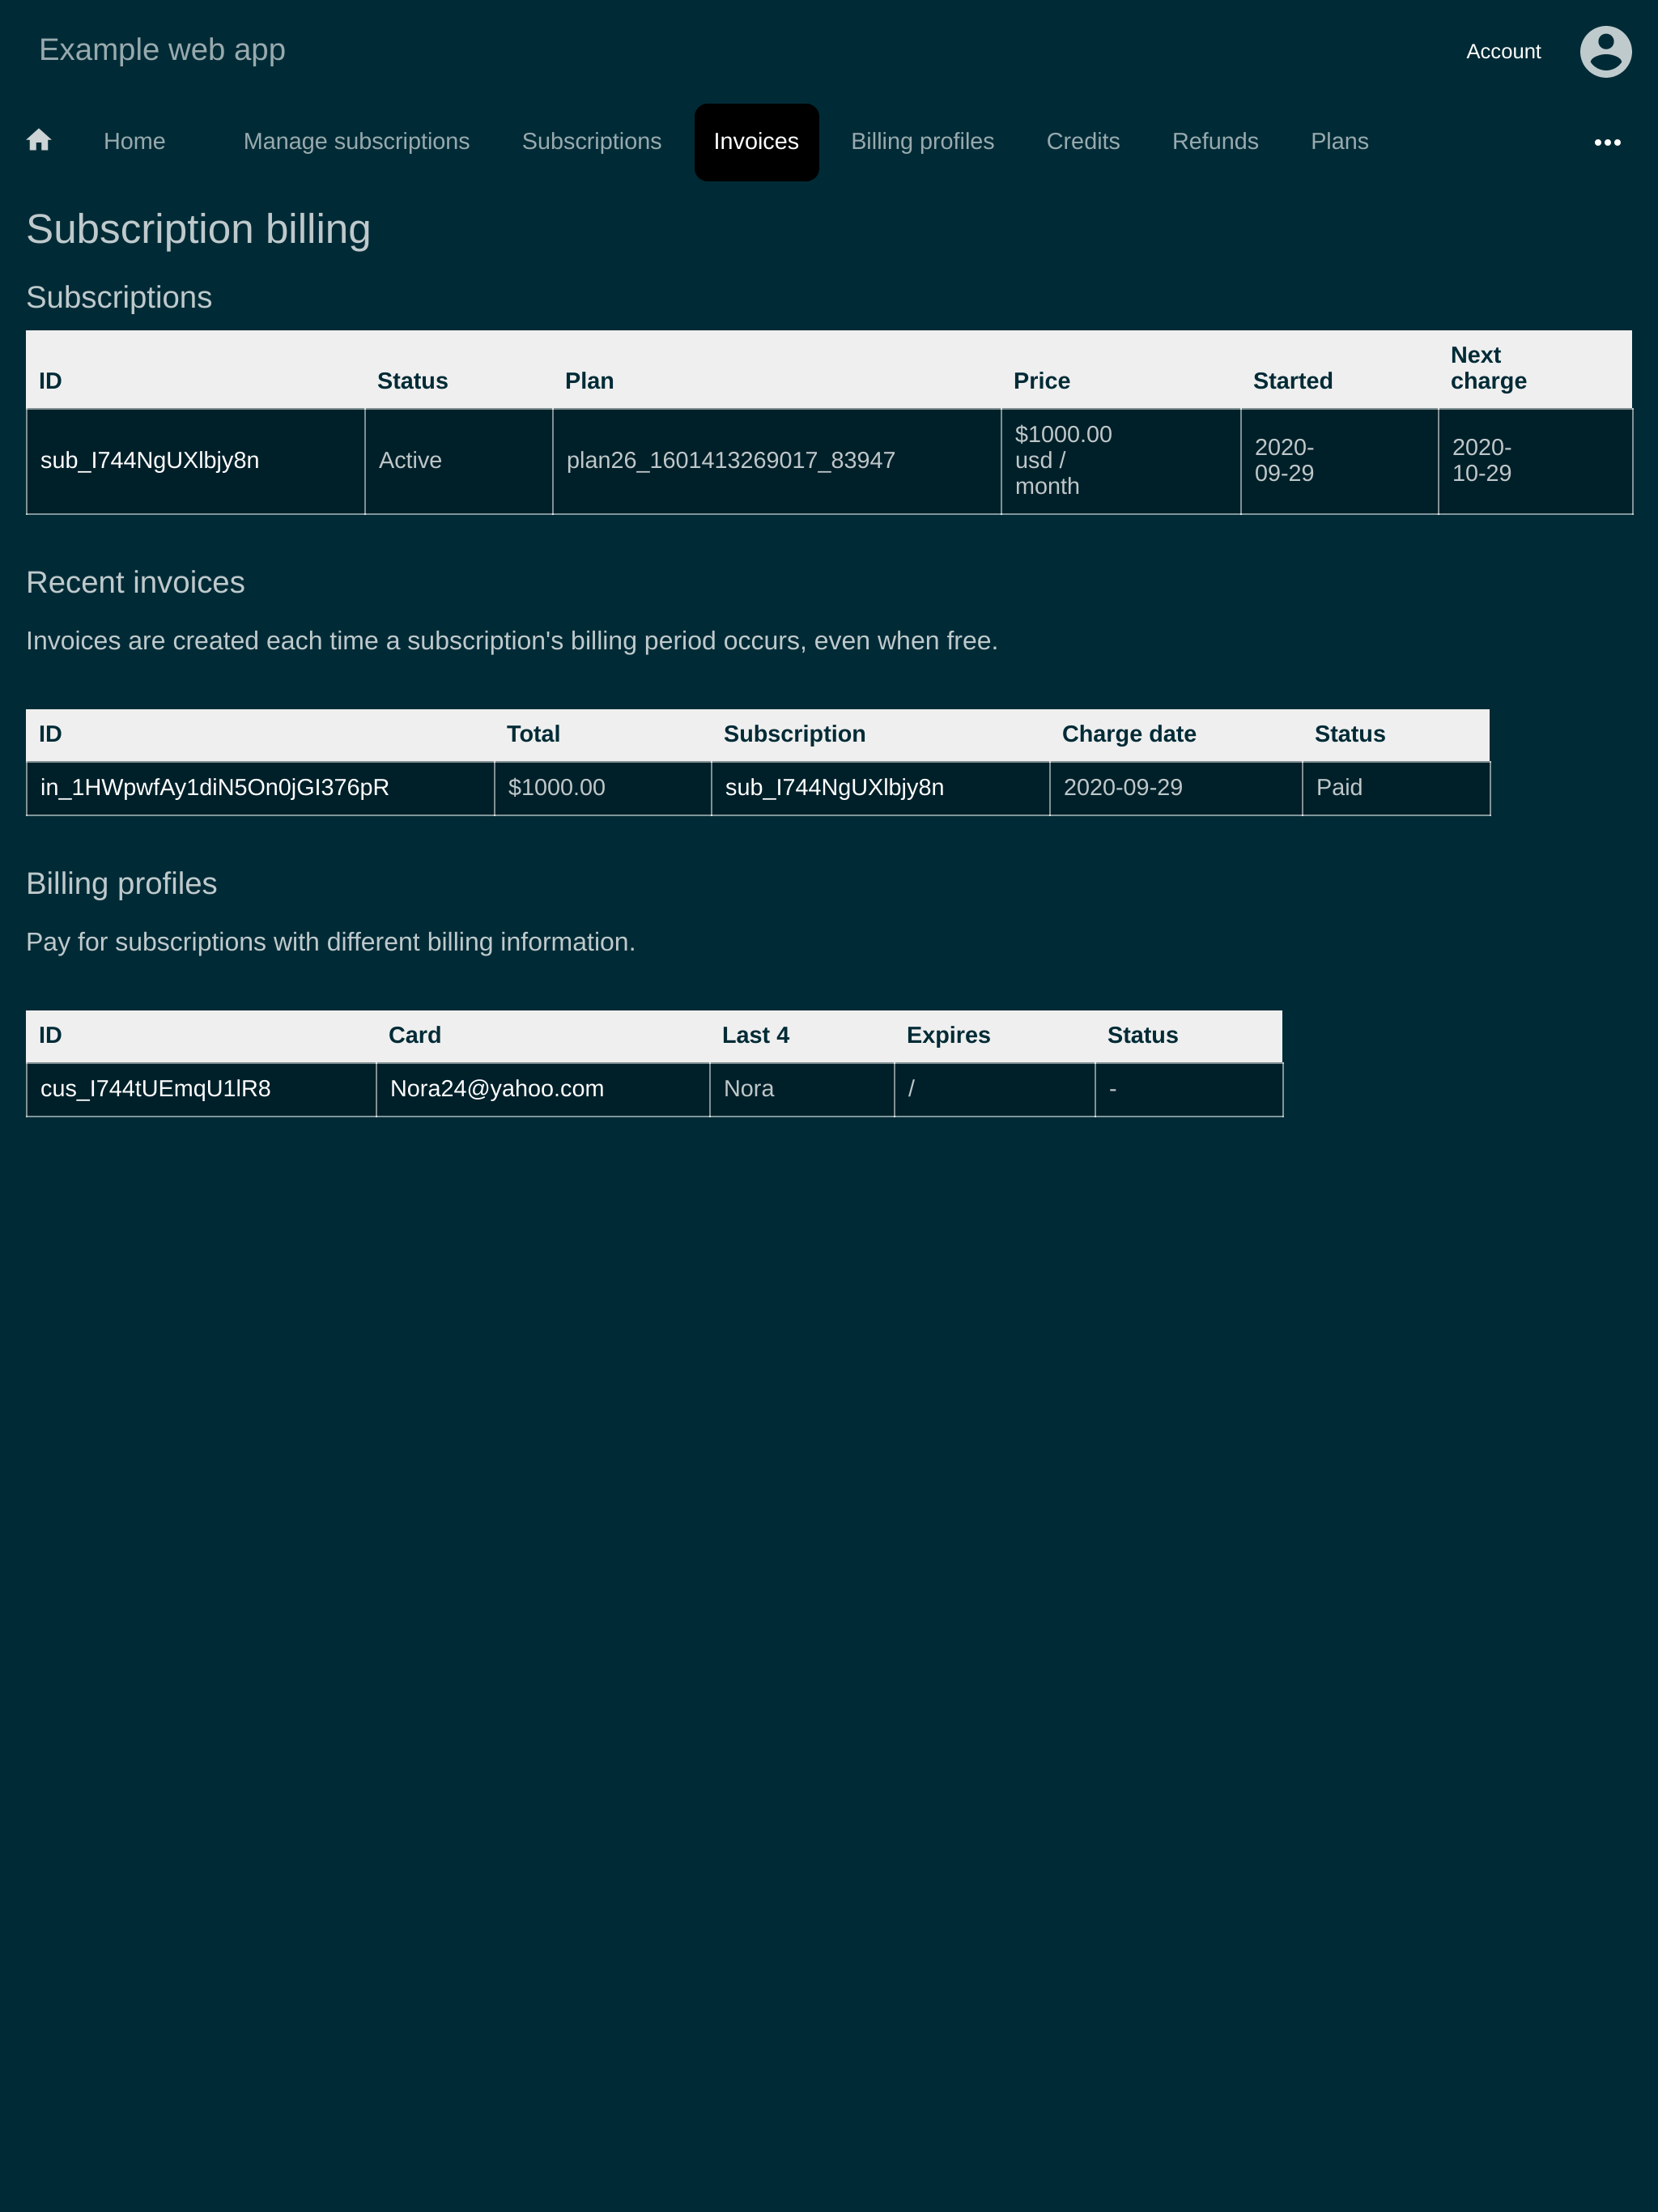 Example web app
Account
Home Manage subscriptions Subscriptions Invoices Billing profiles Credits Refunds Plans
Subscription billing
Subscriptions
ID Status Plan Price Started Next charge
sub_I744NgUXlbjy8n Active plan26_1601413269017_83947 $1000.00 usd / month 2020-09-29 2020-10-29
Recent invoices
Invoices are created each time a subscription's billing period occurs, even when free.
ID Total Subscription Charge date Status
in_1HWpwfAy1diN5On0jGI376pR $1000.00 sub_I744NgUXlbjy8n 2020-09-29 Paid
Billing profiles
Pay for subscriptions with different billing information.
ID Card Last 4 Expires Status
cus_I744tUEmqU1lR8 Nora24@yahoo.com Nora / -